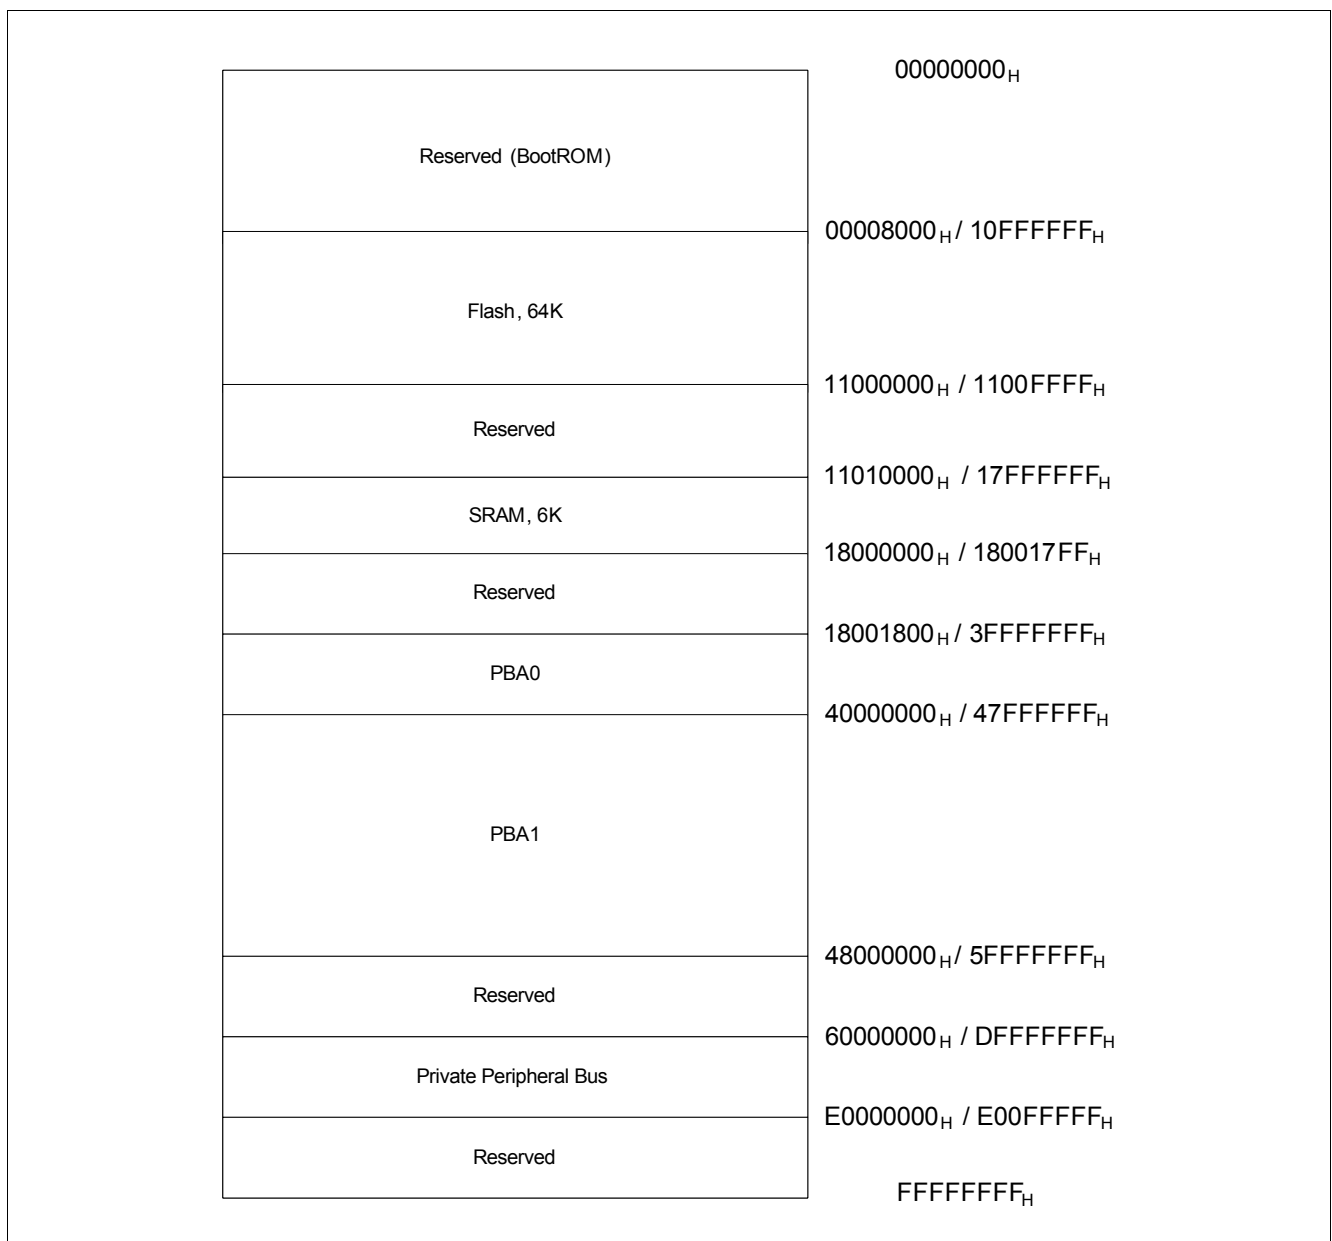 00000000H
Reserved (BootROM)
00008000H / 10FFFFFFH
Flash, 64K
11000000H / 1100FFFFH
Reserved
11010000H / 17FFFFFFH
SRAM, 6K
18000000H / 180017FFH
Reserved
18001800H / 3FFFFFFFH
PBA0
40000000H / 47FFFFFFH
PBA1
48000000H / 5FFFFFFFH
Reserved
60000000H / DFFFFFFFH
Private Peripheral Bus
E0000000H / E00FFFFFH
Reserved
FFFFFFFFH